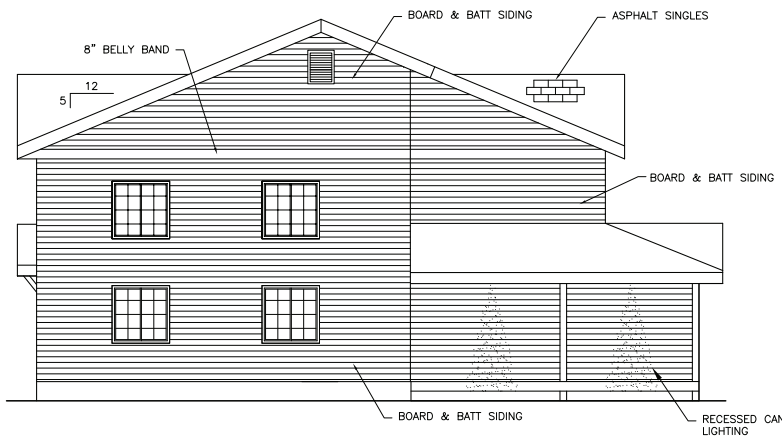 BOARD & BATT SIDING
ASPHALT SINGLES
8" BELLY BAND
12
5
BOARD & BATT SIDING
BOARD & BATT SIDING
RECESSED CAN
LIGHTING